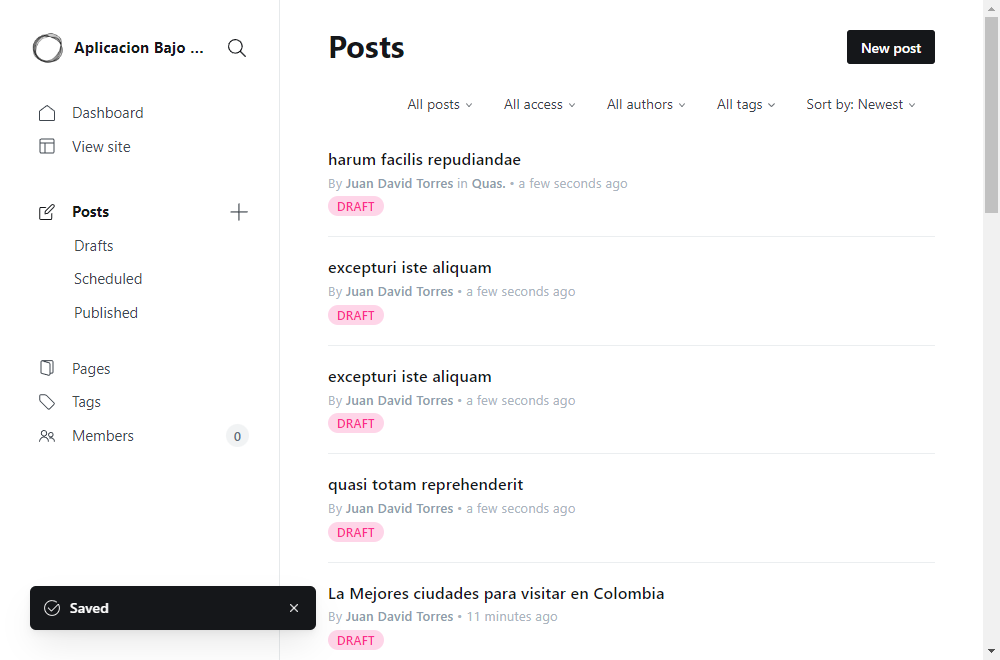 Aplicacion Bajo ...
Dashboard
View site
Posts
Drafts
Scheduled
Published
Pages
Tags
Members 0
Saved
Posts
New post
All posts All access All authors All tags Sort by: Newest
harum facilis repudiandae
By Juan David Torres in Quas. • a few seconds ago
DRAFT
excepturi iste aliquam
By Juan David Torres • a few seconds ago
DRAFT
excepturi iste aliquam
By Juan David Torres • a few seconds ago
DRAFT
quasi totam reprehenderit
By Juan David Torres • a few seconds ago
DRAFT
La Mejores ciudades para visitar en Colombia
By Juan David Torres • 11 minutes ago
DRAFT